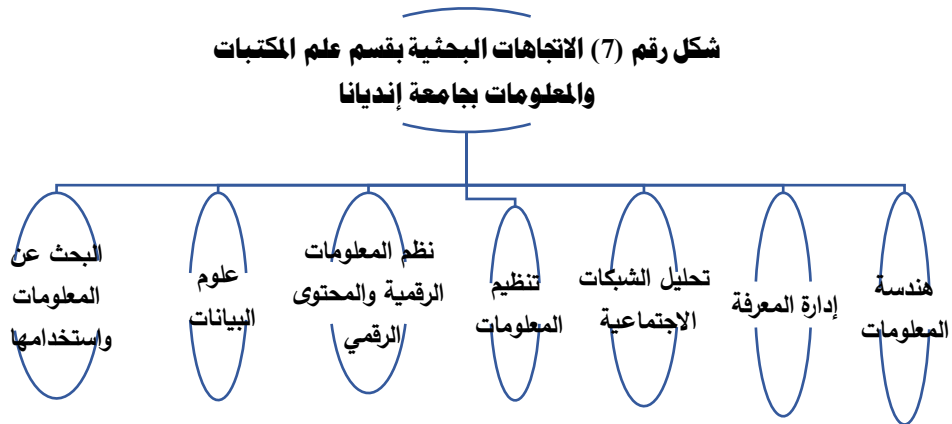 شكل رقم (7) الاتجاهات البحثية بقسم علم المكتبات
والمعلومات بجامعة إنديانا
هندسة
المعلومات
إدارة المعرفة
تحليل الشبكات
الاجتماعية
تنظيم
المعلومات
نظم المعلومات
الرقمية والمحتوى
الرقمي
علوم
البيانات
البحث عن
المعلومات
واستخدامها